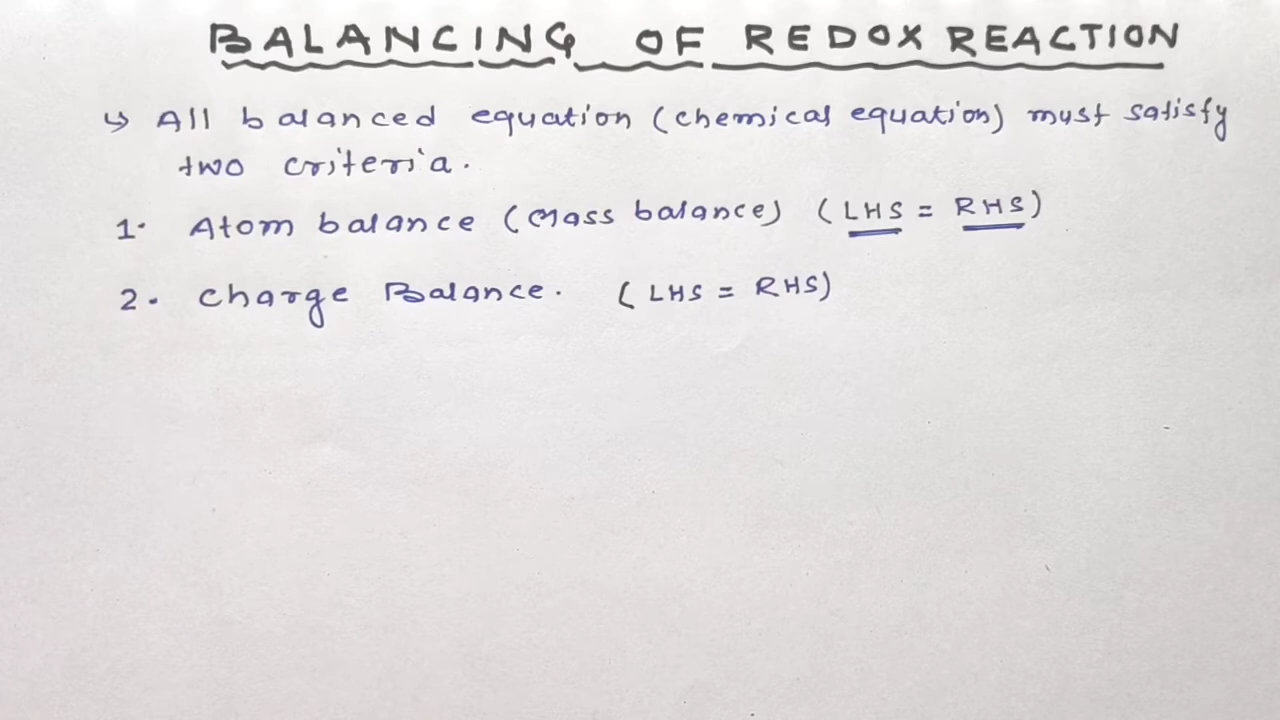 BALANCING OF REDOX REACTION
↳ All balanced equation (chemical equation) must satisfy
two criteria.
1. Atom balance (Mass balance) (LHS = RHS)
2. Charge Balance. (LHS = RHS)